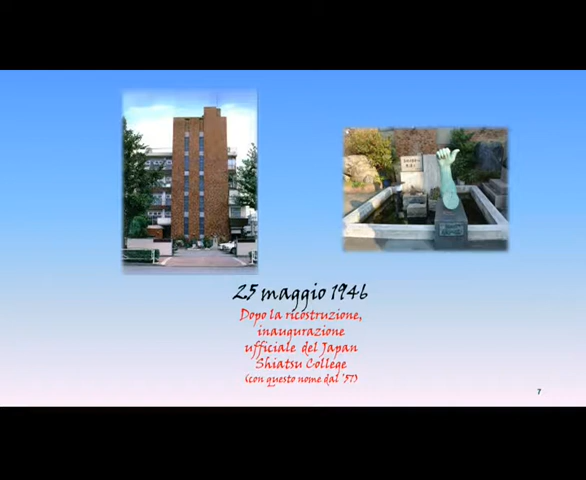 25 maggio 1946
Dopo la ricostruzione,
inaugurazione
ufficiale del Japan
Shiatsu College
(con questo nome dal '57)
7